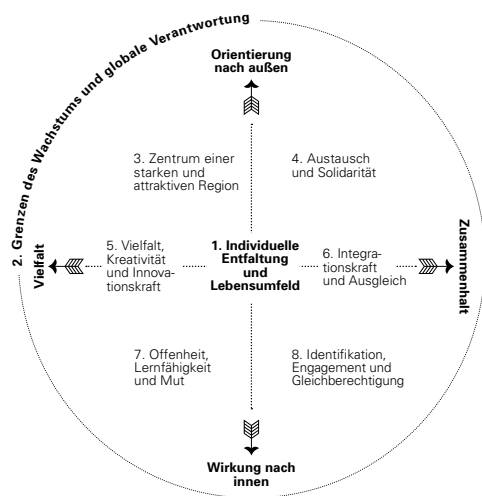 2. Grenzen des Wachstums und globale Verantwortung
Orientierung
nach außen
3. Zentrum einer
starken und
attraktiven Region
4. Austausch
und Solidarität
Vielfalt
5. Vielfalt,
Kreativität
und Innova-
tionskraft
1. Individuelle
Entfaltung
und
Lebensumfeld
6. Integra-
tionskraft
und Ausgleich
Zusammenhalt
7. Offenheit,
Lernfähigkeit
und Mut
8. Identifikation,
Engagement und
Gleichberechtigung
Wirkung nach
innen